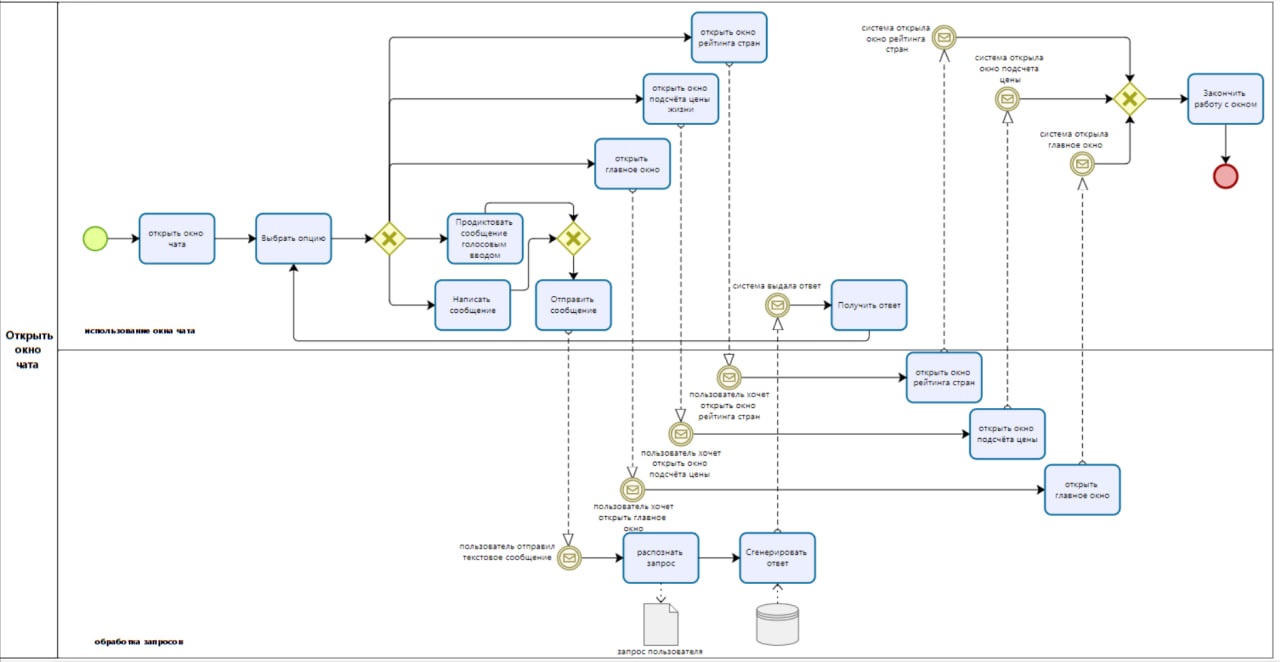 Открыть
окно
чата
открыть окно
рейтинга стран
открыть окно
подсчёта цены
жизни
открыть
главное окно
открыть окно
чата
Выбрать опцию
Продиктовать
сообщение
голосовым
вводом
Написать
сообщение
Отправить
сообщение
система выдала ответ
Получить ответ
использование окна чата
система открыла
окно рейтинга
стран
система открыла
окно подсчёта
цены
система открыла
главное окно
Закончить
работу с окном
пользователь хочет
открыть окно
рейтинга стран
открыть окно
рейтинга стран
пользователь хочет
открыть окно
подсчёта цены
открыть окно
подсчёта цены
пользователь хочет
открыть главное
окно
открыть
главное окно
пользователь отправил
текстовое сообщение
распознать
запрос
Сгенерировать
ответ
запрос пользователя
обработка запросов